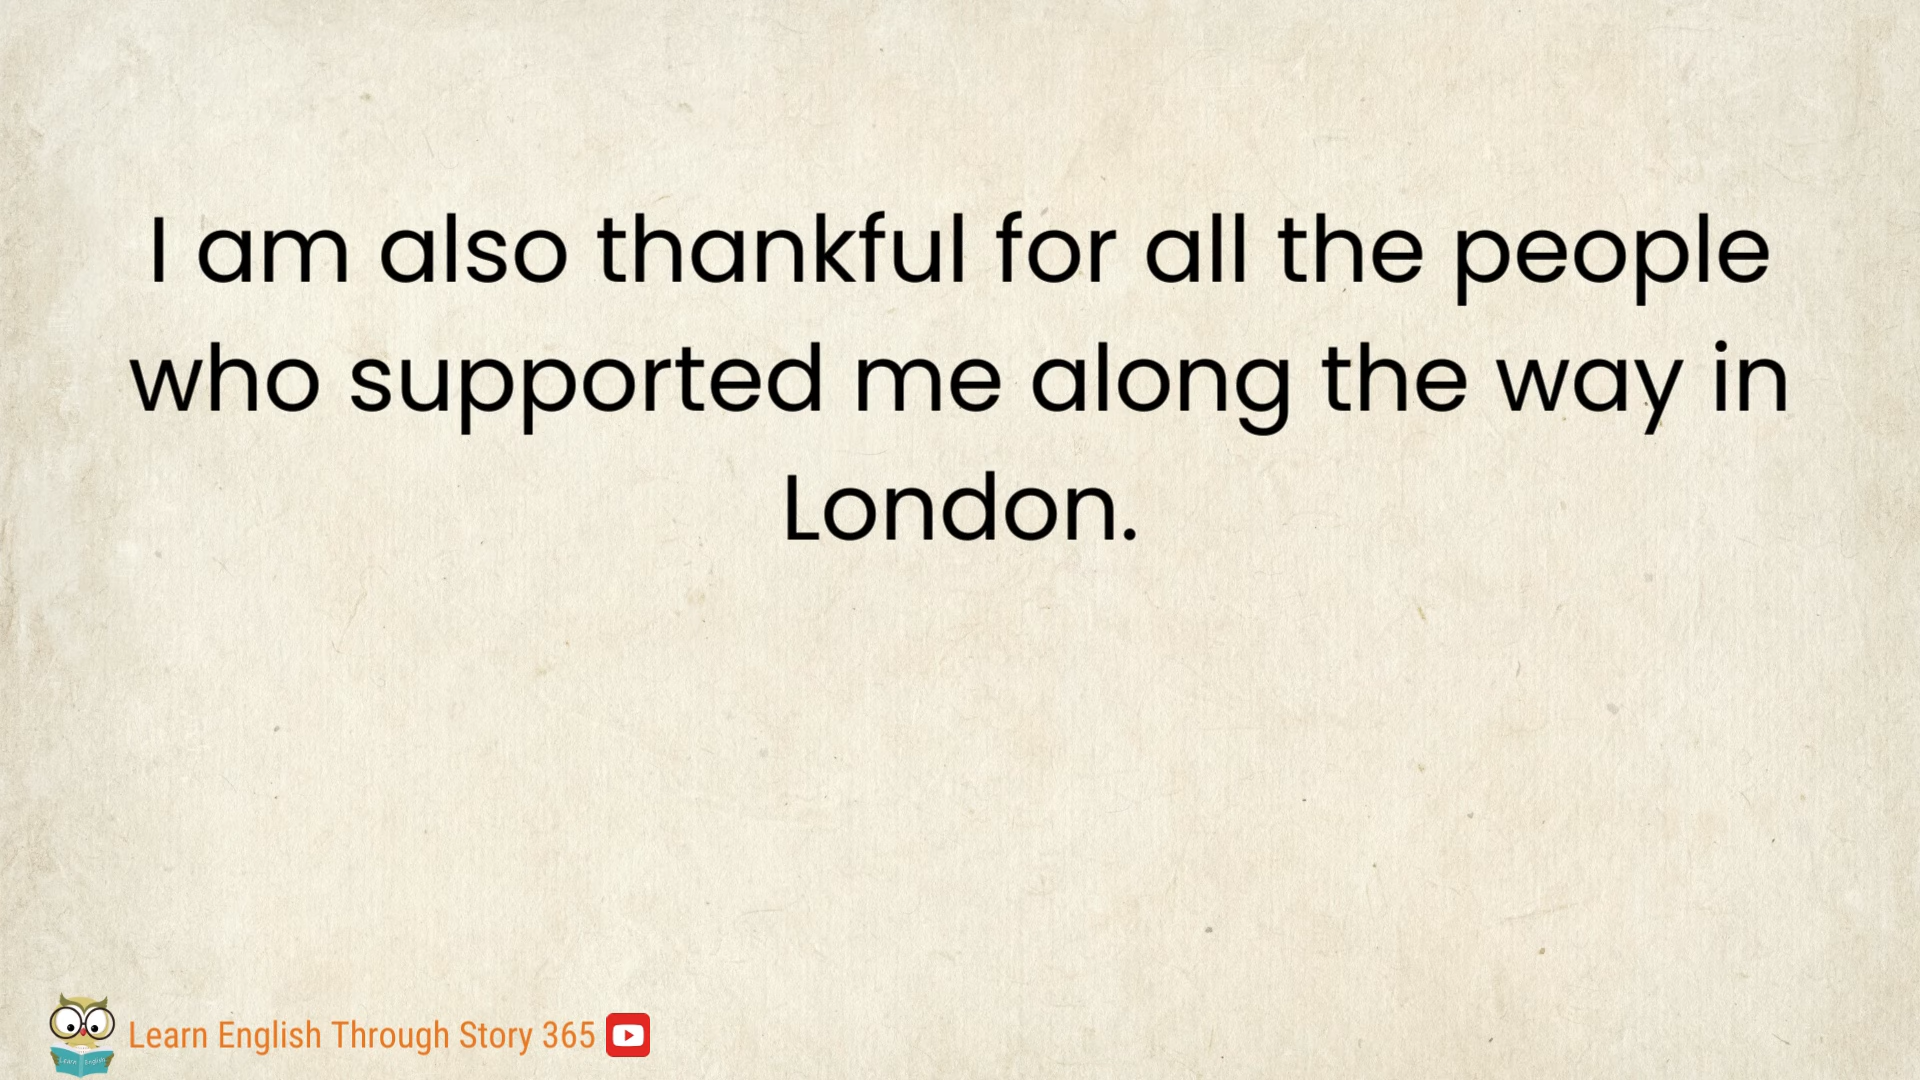 I am also thankful for all the people
who supported me along the way in
London.
Learn English Through Story 365